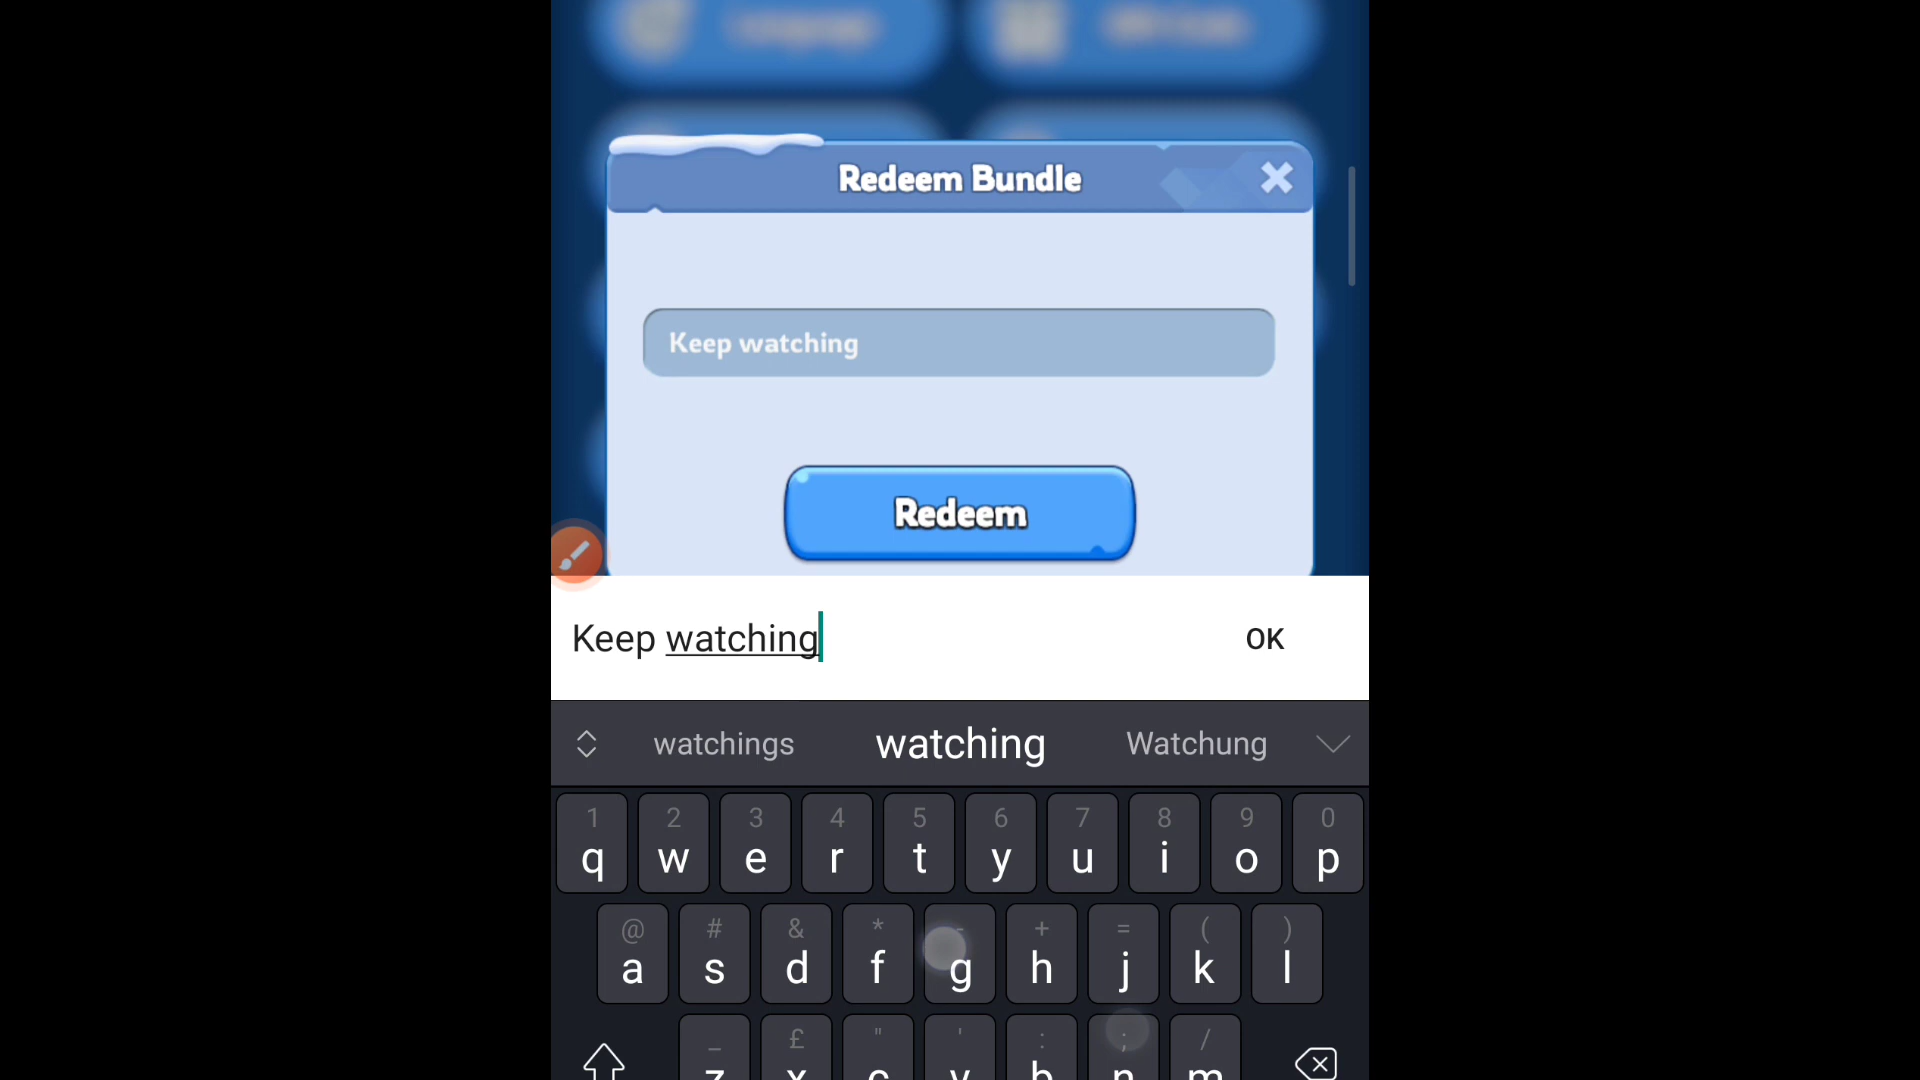 Language
Redeem Bundle
Keep watching
Redeem
Keep watching
OK
watchings watching Watchung
1 2 3 4 5 6 7 8 9 0
q w e r t y u i o p
@ # & * - + = ( )
a s d f g h j k l
_ £ " ' : ; /
z x c v b n m